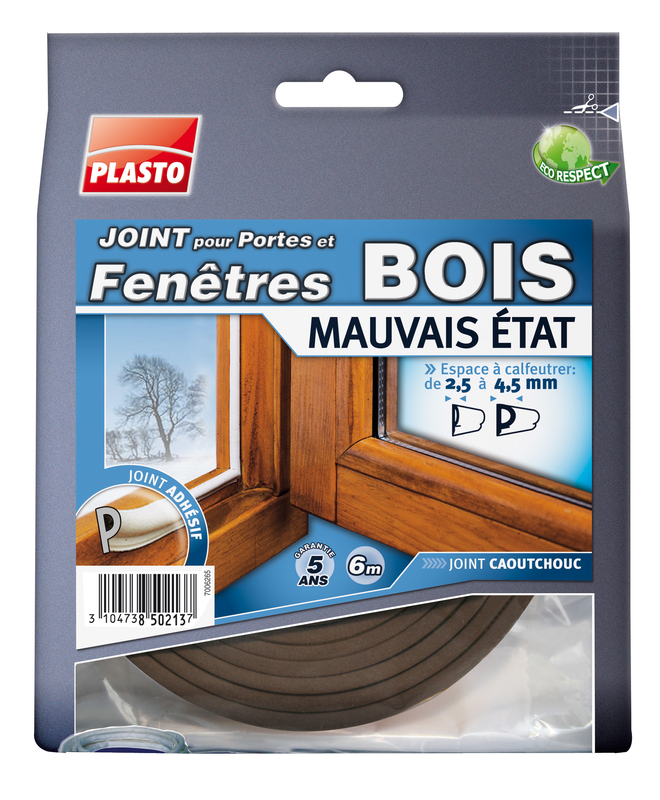 PLASTO
ECO RESPECT
JOINT pour Portes et
Fenêtres BOIS
MAUVAIS ÉTAT
» Espace à calfeutrer:
de 2,5 à 4,5 mm
JOINT ADHÉSIF
P
GARANTIE
5
ANS
6m
»»» JOINT CAOUTCHOUC
7006265
3 104738 502137